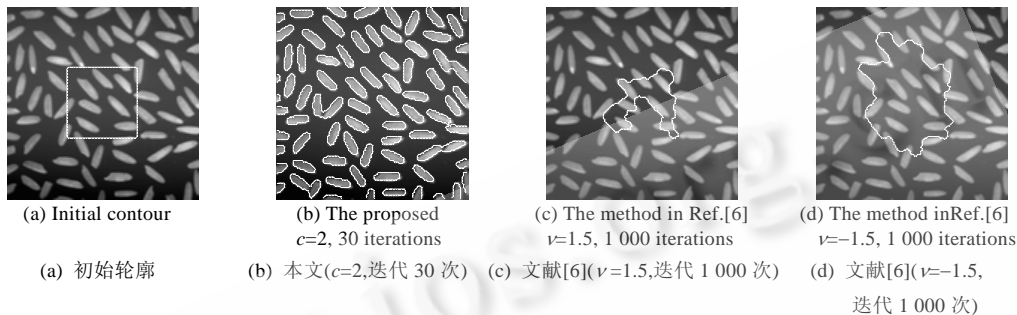 (a) Initial contour
(b) The proposed
c=2, 30 iterations
(c) The method in Ref.[6]
ν=1.5, 1 000 iterations
(d) The method inRef.[6]
ν=−1.5, 1 000 iterations
(a) 初始轮廓
(b) 本文(c=2,迭代 30 次)
(c) 文献[6](ν =1.5,迭代 1 000 次)
(d) 文献[6](ν=−1.5,
迭代 1 000 次)